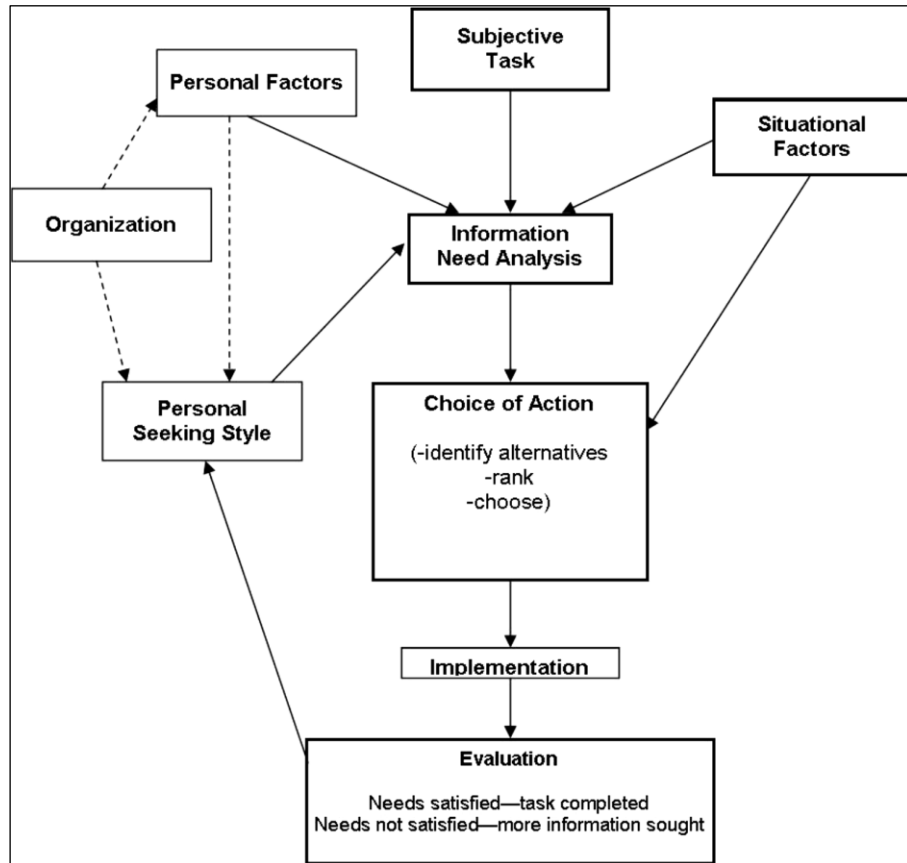 Subjective
Task
Personal Factors
Situational
Factors
Organization
Information
Need Analysis
Personal
Seeking Style
Choice of Action
(-identify alternatives
-rank
-choose)
Implementation
Evaluation
Needs satisfied—task completed
Needs not satisfied—more information sought